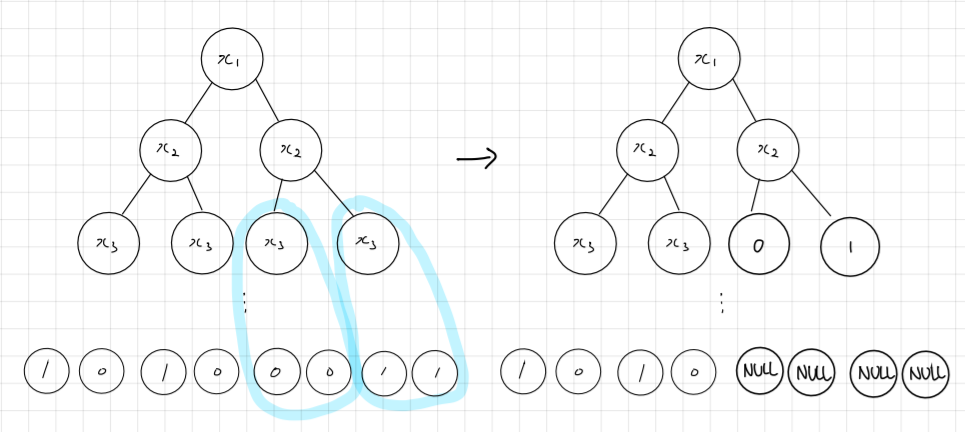 x₁ x₁
x₂ x₂ → x₂ x₂
x₃ x₃ x₃ x₃ x₃ x₃ 0 1
⋮ ⋮
1 0 1 0 0 0 1 1 1 0 1 0 NULL NULL NULL NULL